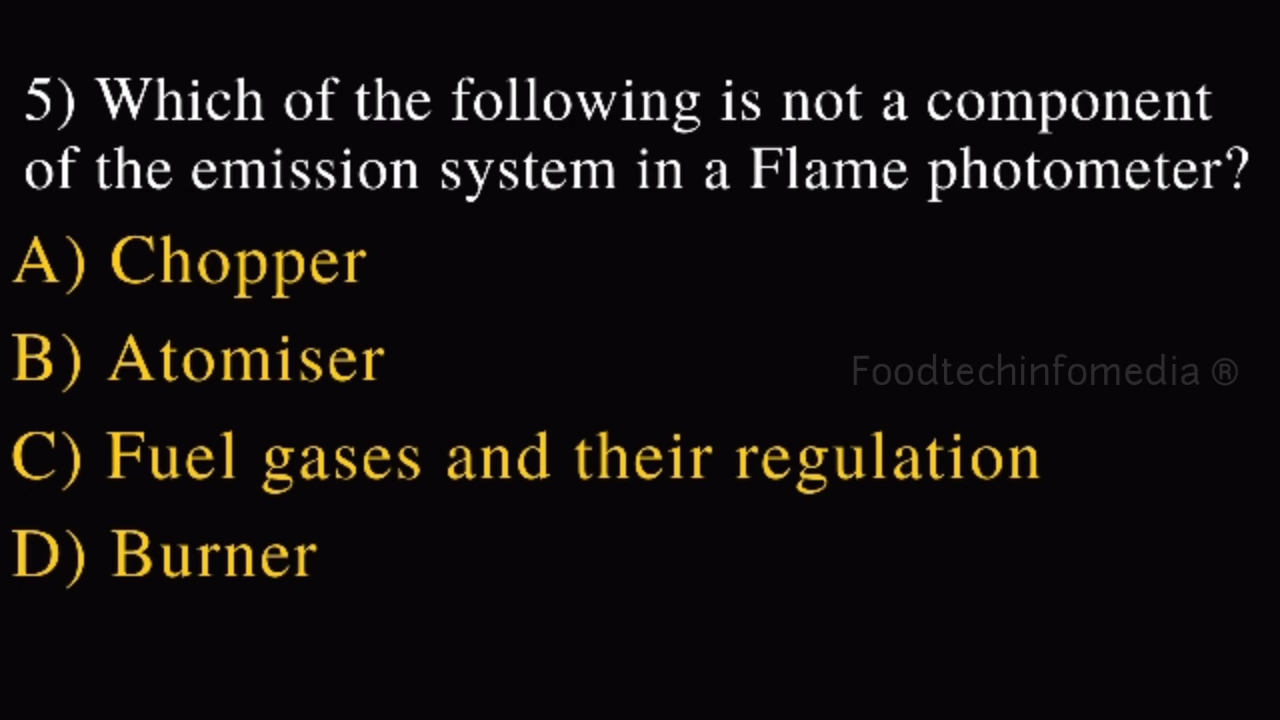 5) Which of the following is not a component
of the emission system in a Flame photometer?
A) Chopper
B) Atomiser
Foodtechinfomedia ®
C) Fuel gases and their regulation
D) Burner